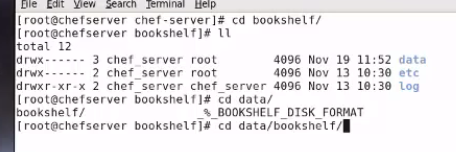 File Edit View Search Terminal Help
[root@chefserver chef-server]# cd bookshelf/
[root@chefserver bookshelf]# ll
total 12
drwx------ 3 chef_server root 4096 Nov 19 11:52 data
drwx------ 2 chef_server root 4096 Nov 13 10:30 etc
drwxr-xr-x 2 chef_server chef_server 4096 Nov 13 10:30 log
[root@chefserver bookshelf]# cd data/
bookshelf/ _%_BOOKSHELF_DISK_FORMAT
[root@chefserver bookshelf]# cd data/bookshelf/